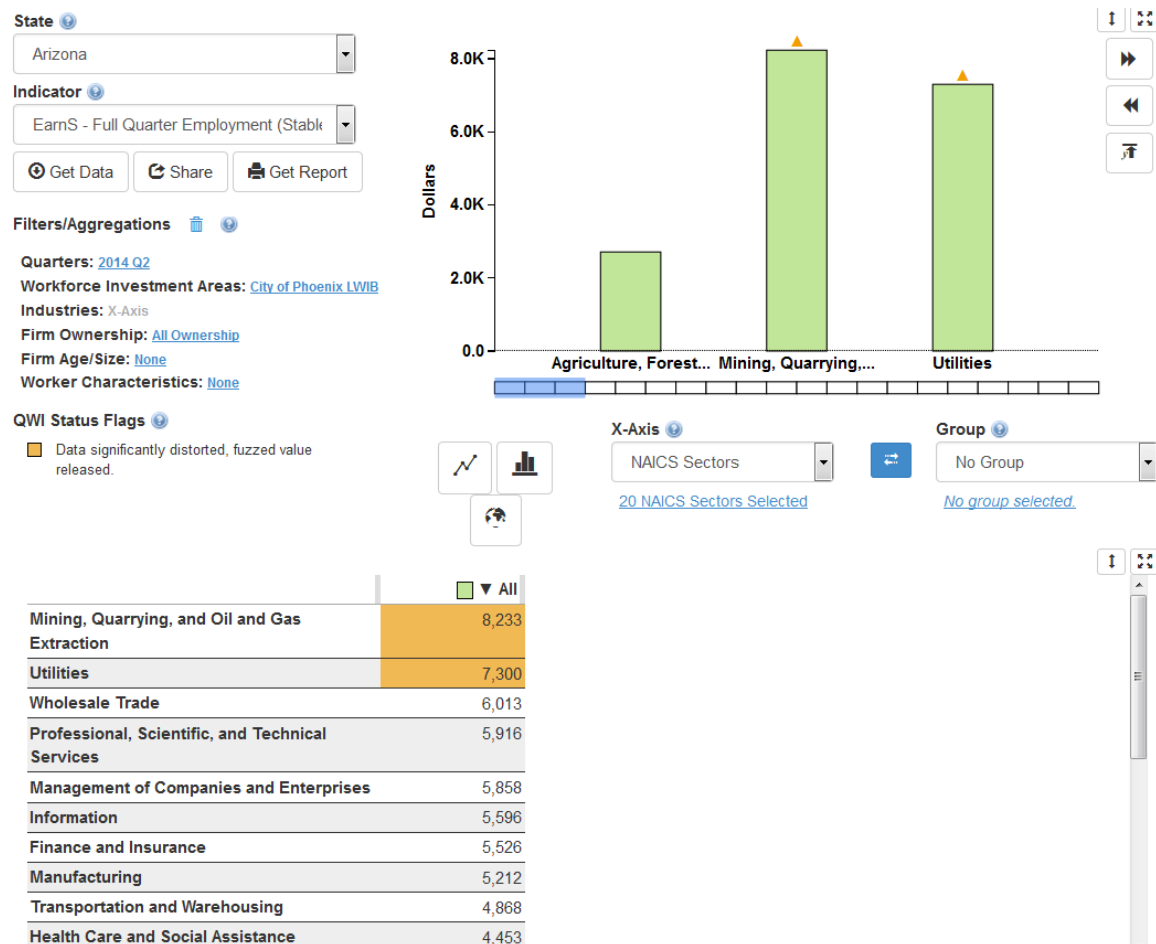 State
Arizona
Indicator
EarnS - Full Quarter Employment (Stable
Get Data
Share
Get Report
Filters/Aggregations
Quarters: 2014 Q2
Workforce Investment Areas: City of Phoenix LWIB
Industries: X-Axis
Firm Ownership: All Ownership
Firm Age/Size: None
Worker Characteristics: None
QWI Status Flags
Data significantly distorted, fuzzed value
released.
Dollars
8.0K
6.0K
4.0K
2.0K
0.0
Agriculture, Forest... Mining, Quarrying,... Utilities
X-Axis
NAICS Sectors
20 NAICS Sectors Selected
Group
No Group
No group selected.
▼ All
Mining, Quarrying, and Oil and Gas 8,233
Extraction
Utilities 7,300
Wholesale Trade 6,013
Professional, Scientific, and Technical 5,916
Services
Management of Companies and Enterprises 5,858
Information 5,596
Finance and Insurance 5,526
Manufacturing 5,212
Transportation and Warehousing 4,868
Health Care and Social Assistance 4,453